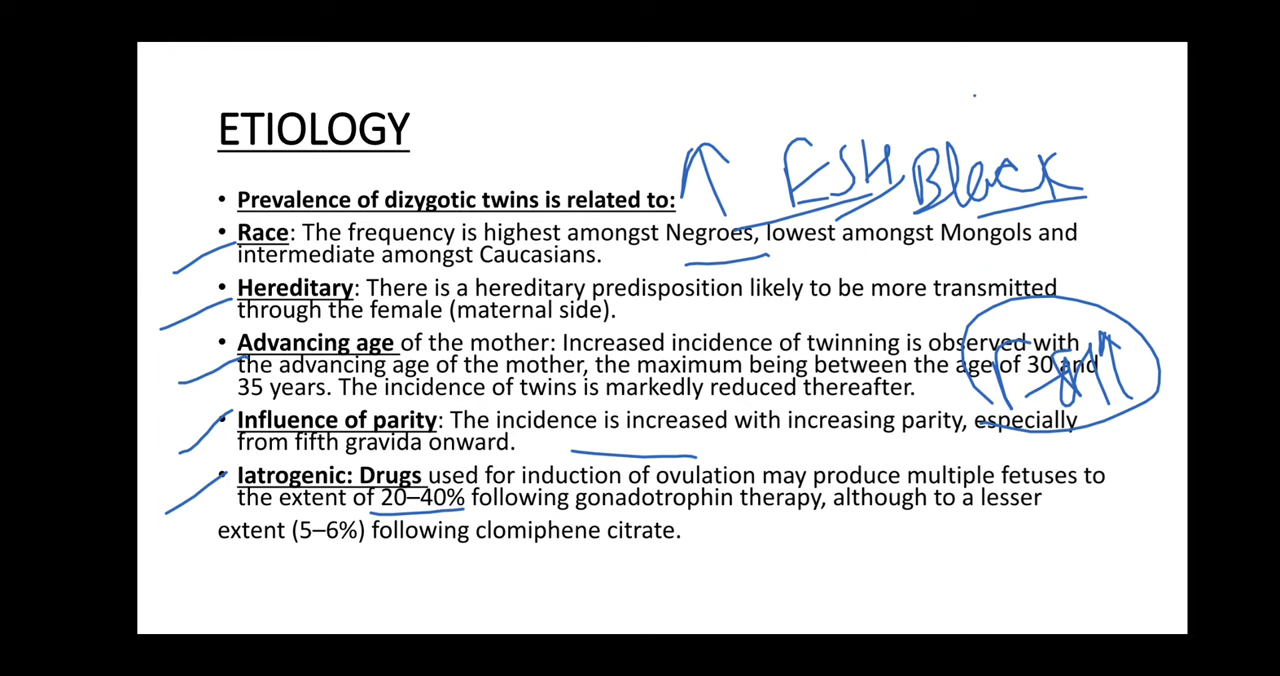 ETIOLOGY
↑ FSH Black
• Prevalence of dizygotic twins is related to:
• Race: The frequency is highest amongst Negroes, lowest amongst Mongols and
intermediate amongst Caucasians.
• Hereditary: There is a hereditary predisposition likely to be more transmitted
through the female (maternal side).
• Advancing age of the mother: Increased incidence of twinning is observed with
the advancing age of the mother, the maximum being between the age of 30 and
35 years. The incidence of twins is markedly reduced thereafter.
• Influence of parity: The incidence is increased with increasing parity, especially
from fifth gravida onward.
• Iatrogenic: Drugs used for induction of ovulation may produce multiple fetuses to
the extent of 20–40% following gonadotrophin therapy, although to a lesser
extent (5–6%) following clomiphene citrate.